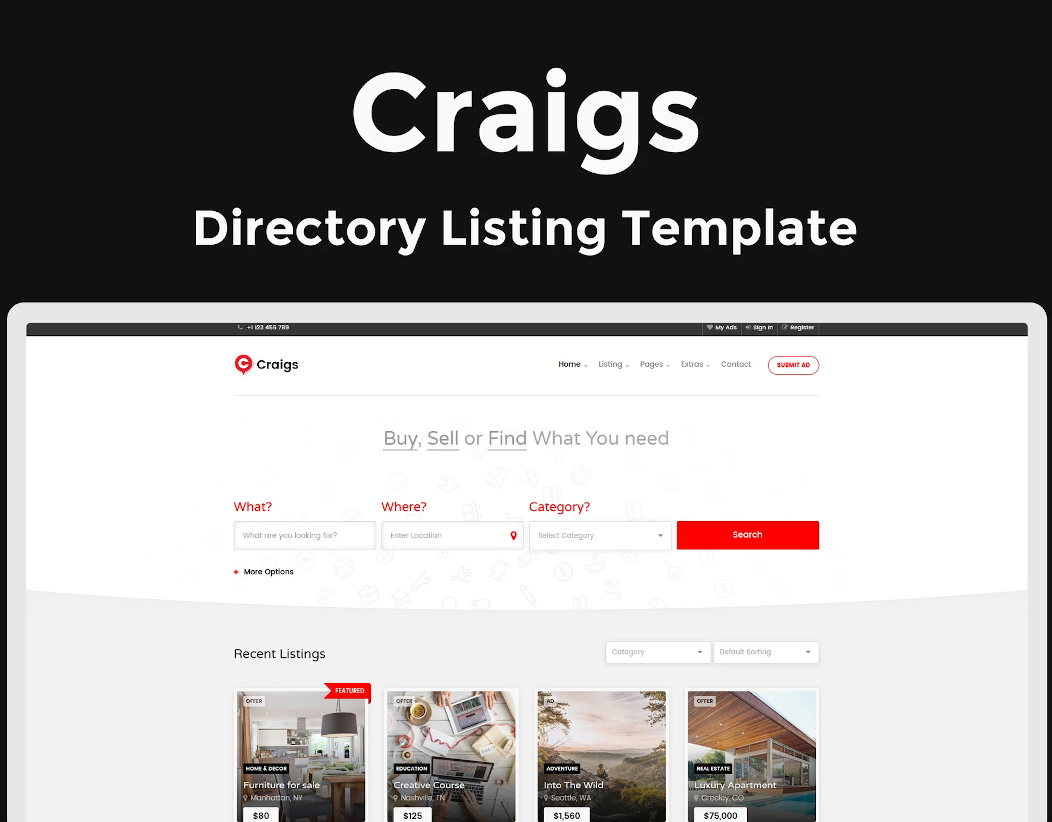 Craigs
Directory Listing Template
+1 123 456 789
My Ads Sign In Register
Craigs
Home Listing Pages Extras Contact SUBMIT AD
Buy, Sell or Find What You need
What? Where? Category?
What are you looking for? Enter Location Select Category Search
+ More Options
Recent Listings
Category Default Sorting
FEATURED
OFFER OFFER AD OFFER
HOME & DECOR EDUCATION ADVENTURE REAL ESTATE
Furniture for sale Creative Course Into The Wild Luxury Apartment
Manhattan, NY Nashville, TN Seattle, WA Greeley, CO
$80 $125 $1,560 $75,000